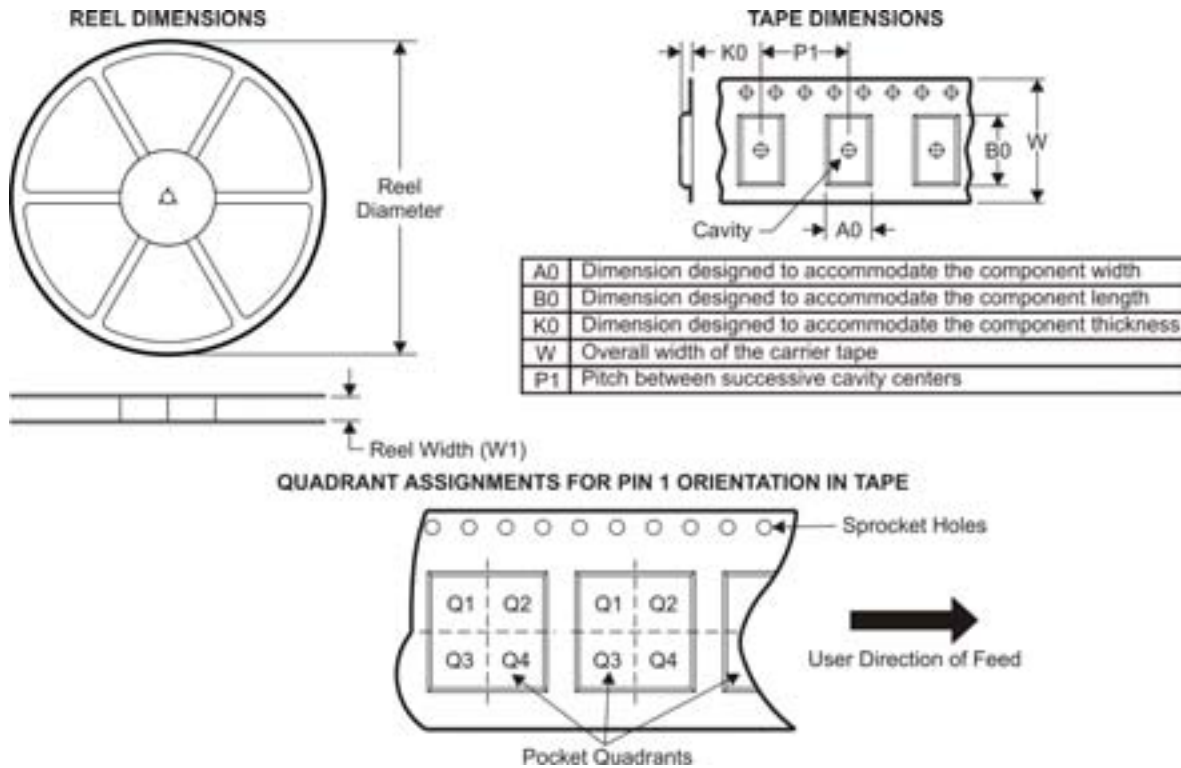 REEL DIMENSIONS
Reel
Diameter
Reel Width (W1)
TAPE DIMENSIONS
K0
P1
B0
W
Cavity
A0
A0 Dimension designed to accommodate the component width
B0 Dimension designed to accommodate the component length
K0 Dimension designed to accommodate the component thickness
W Overall width of the carrier tape
P1 Pitch between successive cavity centers
QUADRANT ASSIGNMENTS FOR PIN 1 ORIENTATION IN TAPE
Sprocket Holes
Q1 Q2 Q1 Q2
Q3 Q4 Q3 Q4
User Direction of Feed
Pocket Quadrants